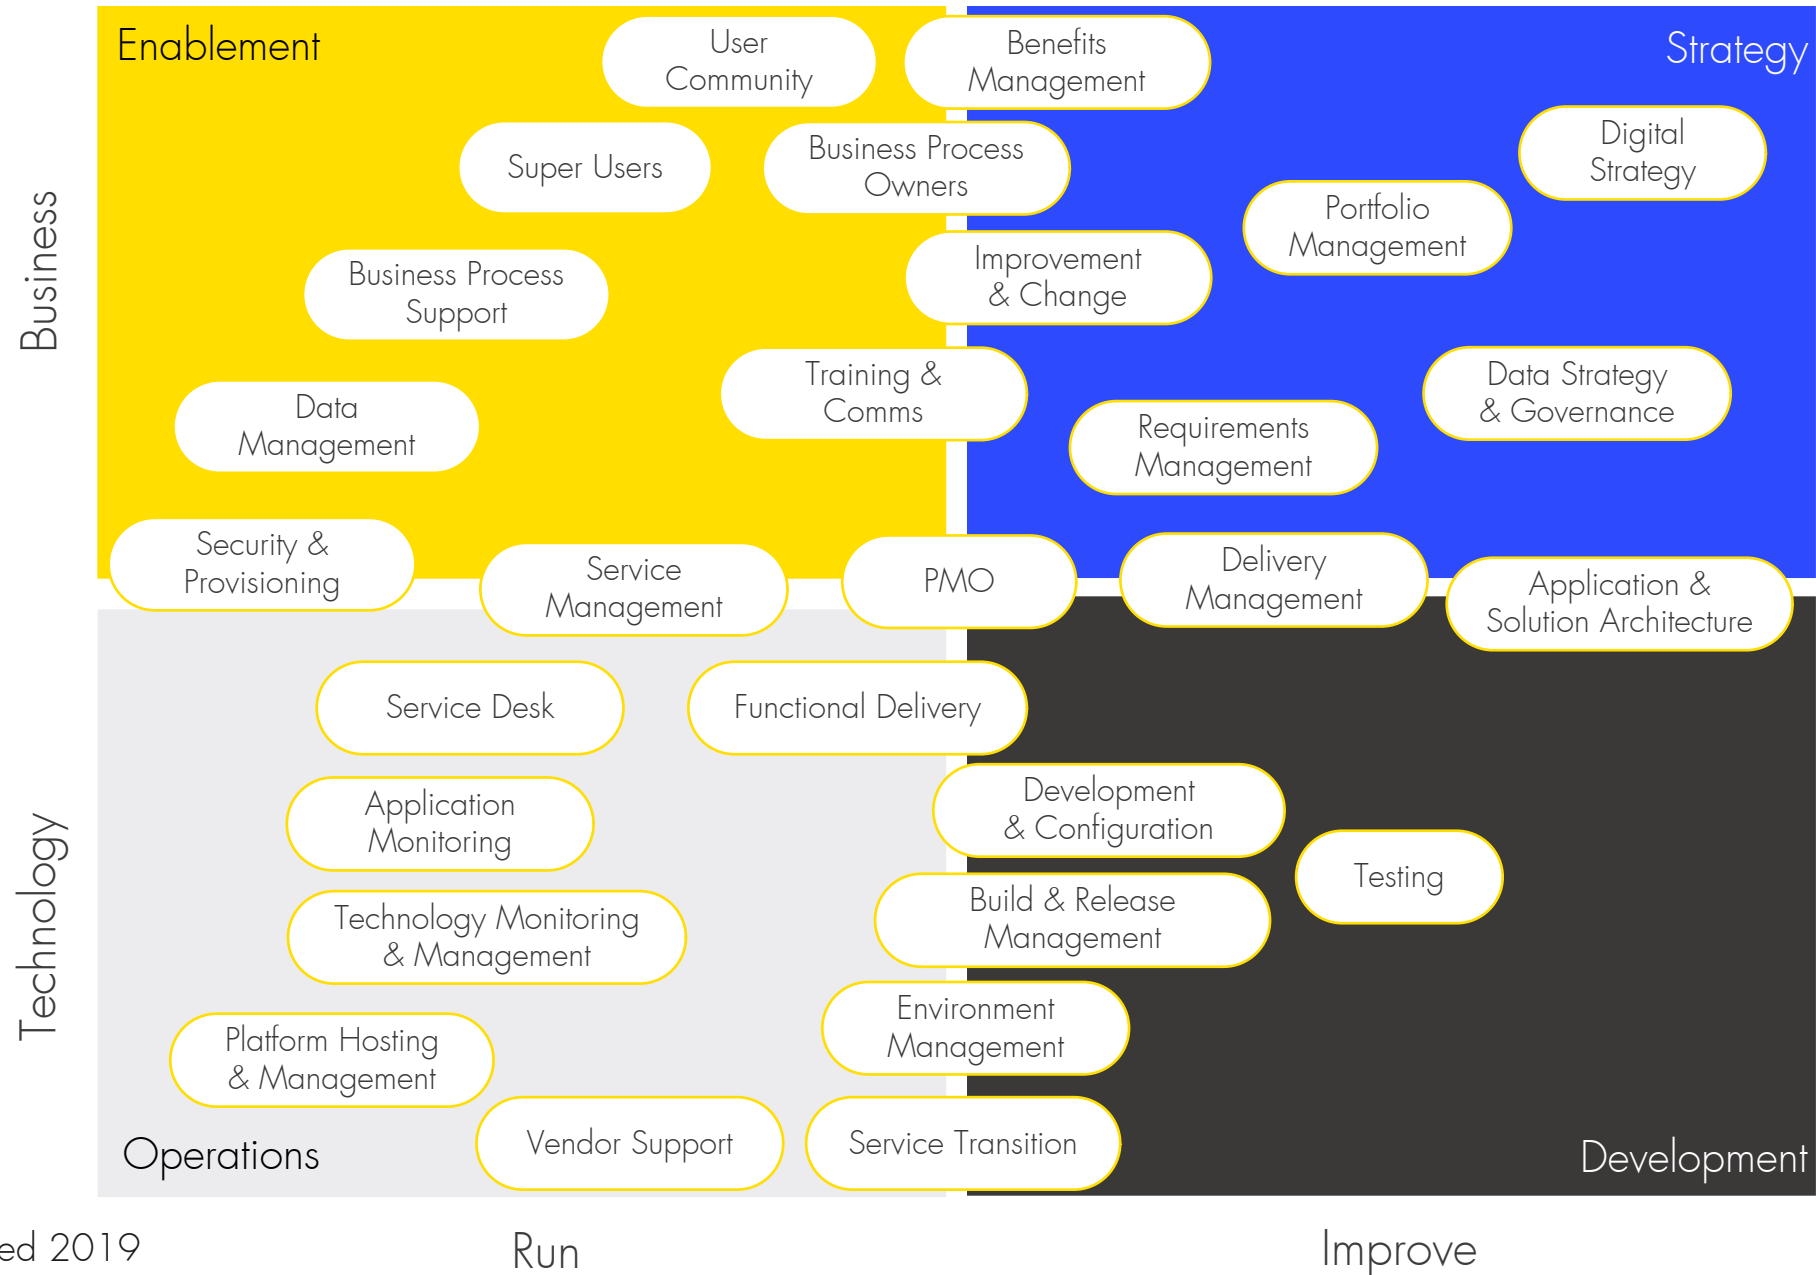 Enablement
User
Community
Benefits
Management
Strategy
Digital
Strategy
Super Users
Business Process
Owners
Portfolio
Management
Business
Business Process
Support
Improvement
& Change
Data
Management
Training &
Comms
Requirements
Management
Data Strategy
& Governance
Security &
Provisioning
Service
Management
PMO
Delivery
Management
Application &
Solution Architecture
Service Desk
Functional Delivery
Application
Monitoring
Development
& Configuration
Testing
Technology
Technology Monitoring
& Management
Build & Release
Management
Platform Hosting
& Management
Environment
Management
Operations
Vendor Support
Service Transition
Development
ed 2019
Run
Improve